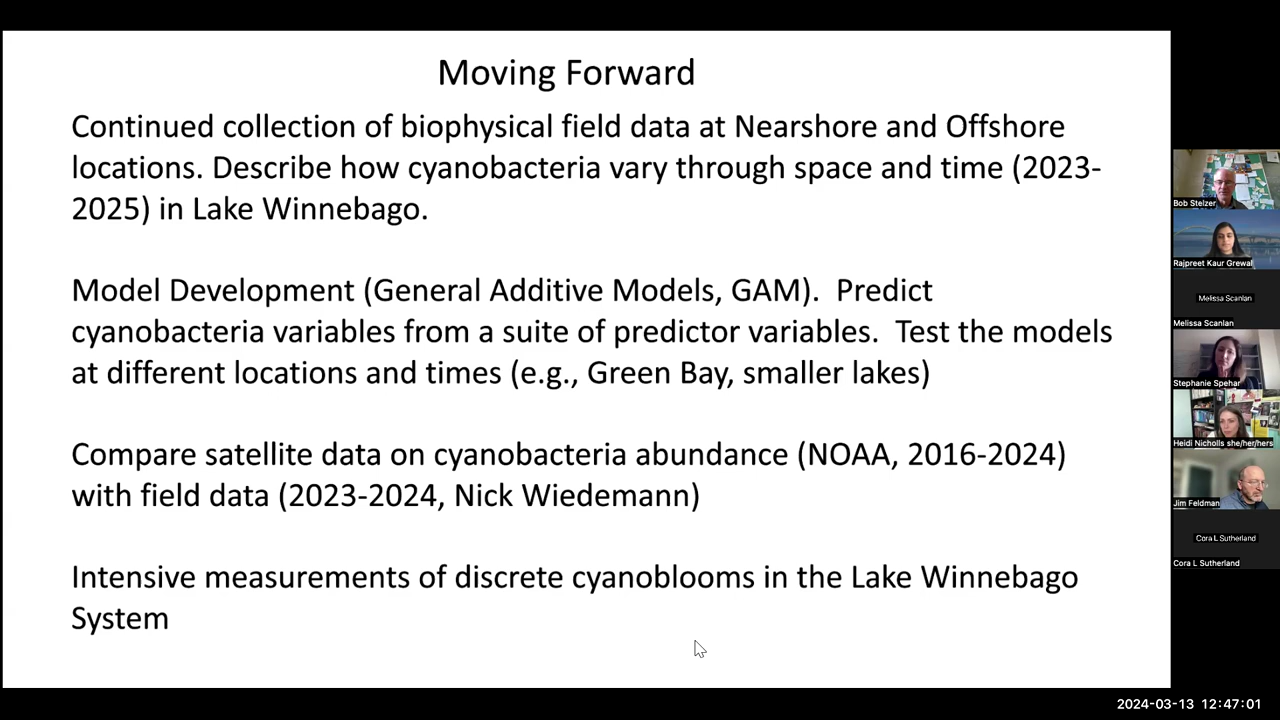 Moving Forward
Continued collection of biophysical field data at Nearshore and Offshore
locations. Describe how cyanobacteria vary through space and time (2023-
2025) in Lake Winnebago.
Model Development (General Additive Models, GAM).  Predict
cyanobacteria variables from a suite of predictor variables.  Test the models
at different locations and times (e.g., Green Bay, smaller lakes)
Compare satellite data on cyanobacteria abundance (NOAA, 2016-2024)
with field data (2023-2024, Nick Wiedemann)
Intensive measurements of discrete cyanoblooms in the Lake Winnebago
System
Bob Stelzer
Rajpreet Kaur Grewal
Melissa Scanlan
Melissa Scanlan
Stephanie Spehar
Heidi Nicholls she/her/hers
Jim Feldman
Cora L Sutherland
Cora L Sutherland
2024-03-13 12:47:01